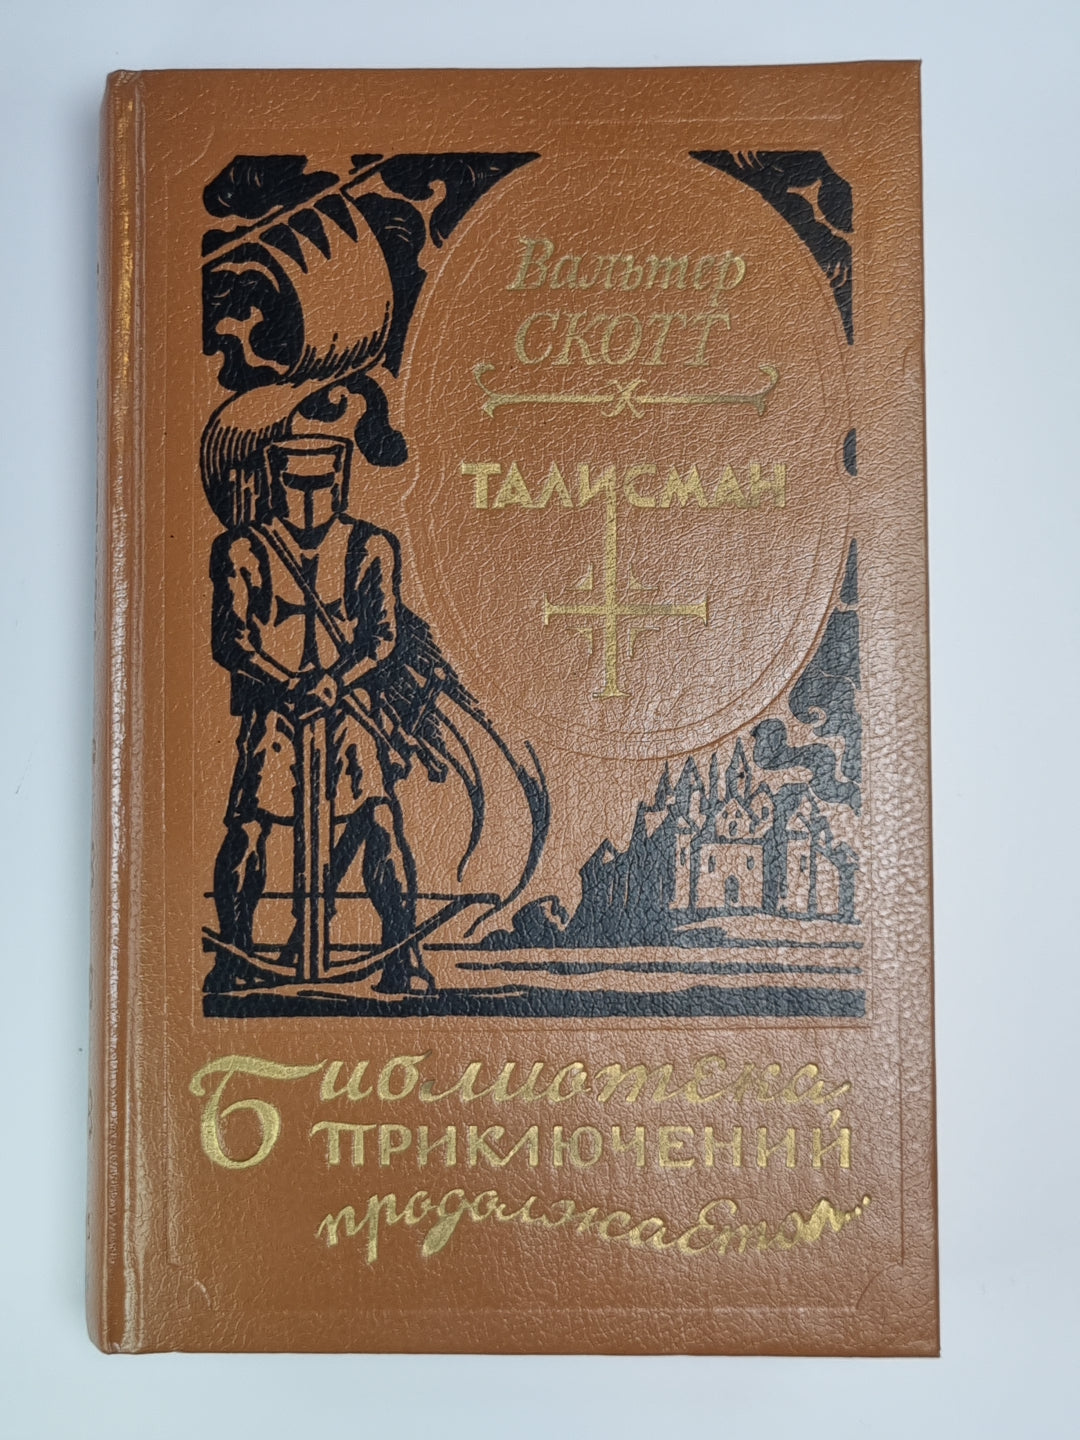 Вальтер
СКОТТ
ТАЛИСМАН
Библиотека
ПРИКЛЮЧЕНИЙ
продолжается...